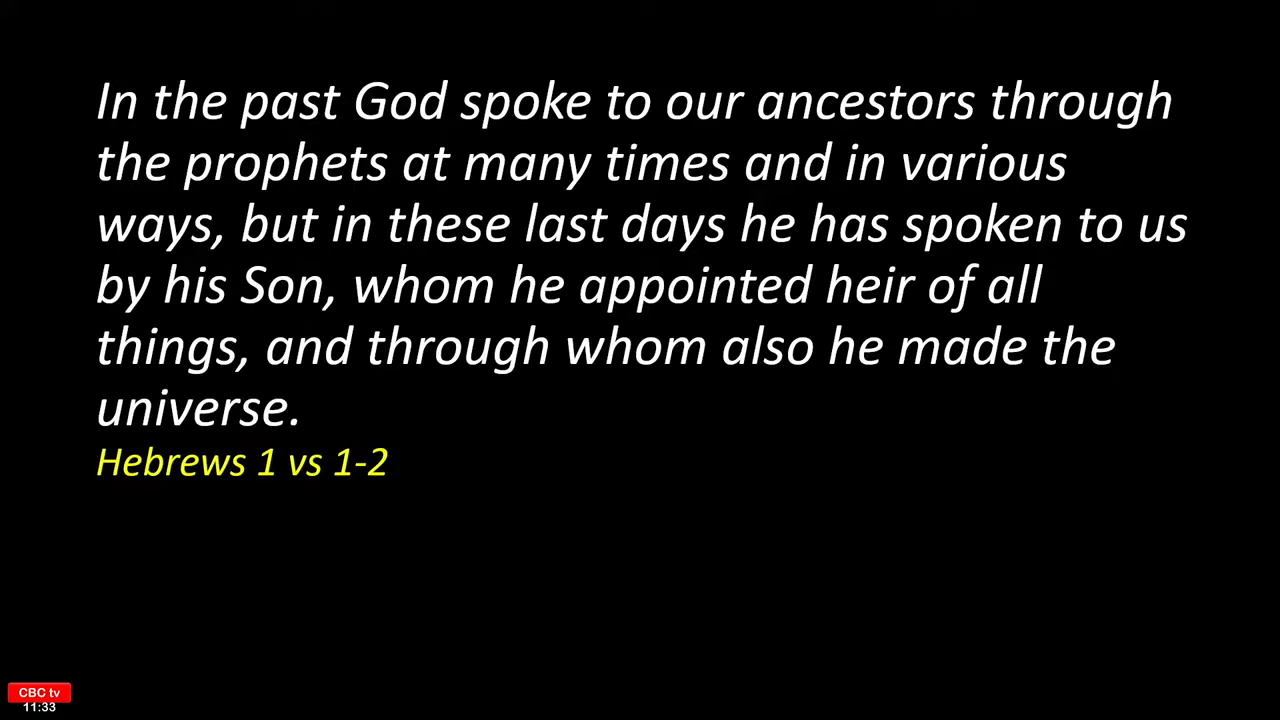 In the past God spoke to our ancestors through
the prophets at many times and in various
ways, but in these last days he has spoken to us
by his Son, whom he appointed heir of all
things, and through whom also he made the
universe.
Hebrews 1 vs 1-2
CBC tv
11:33